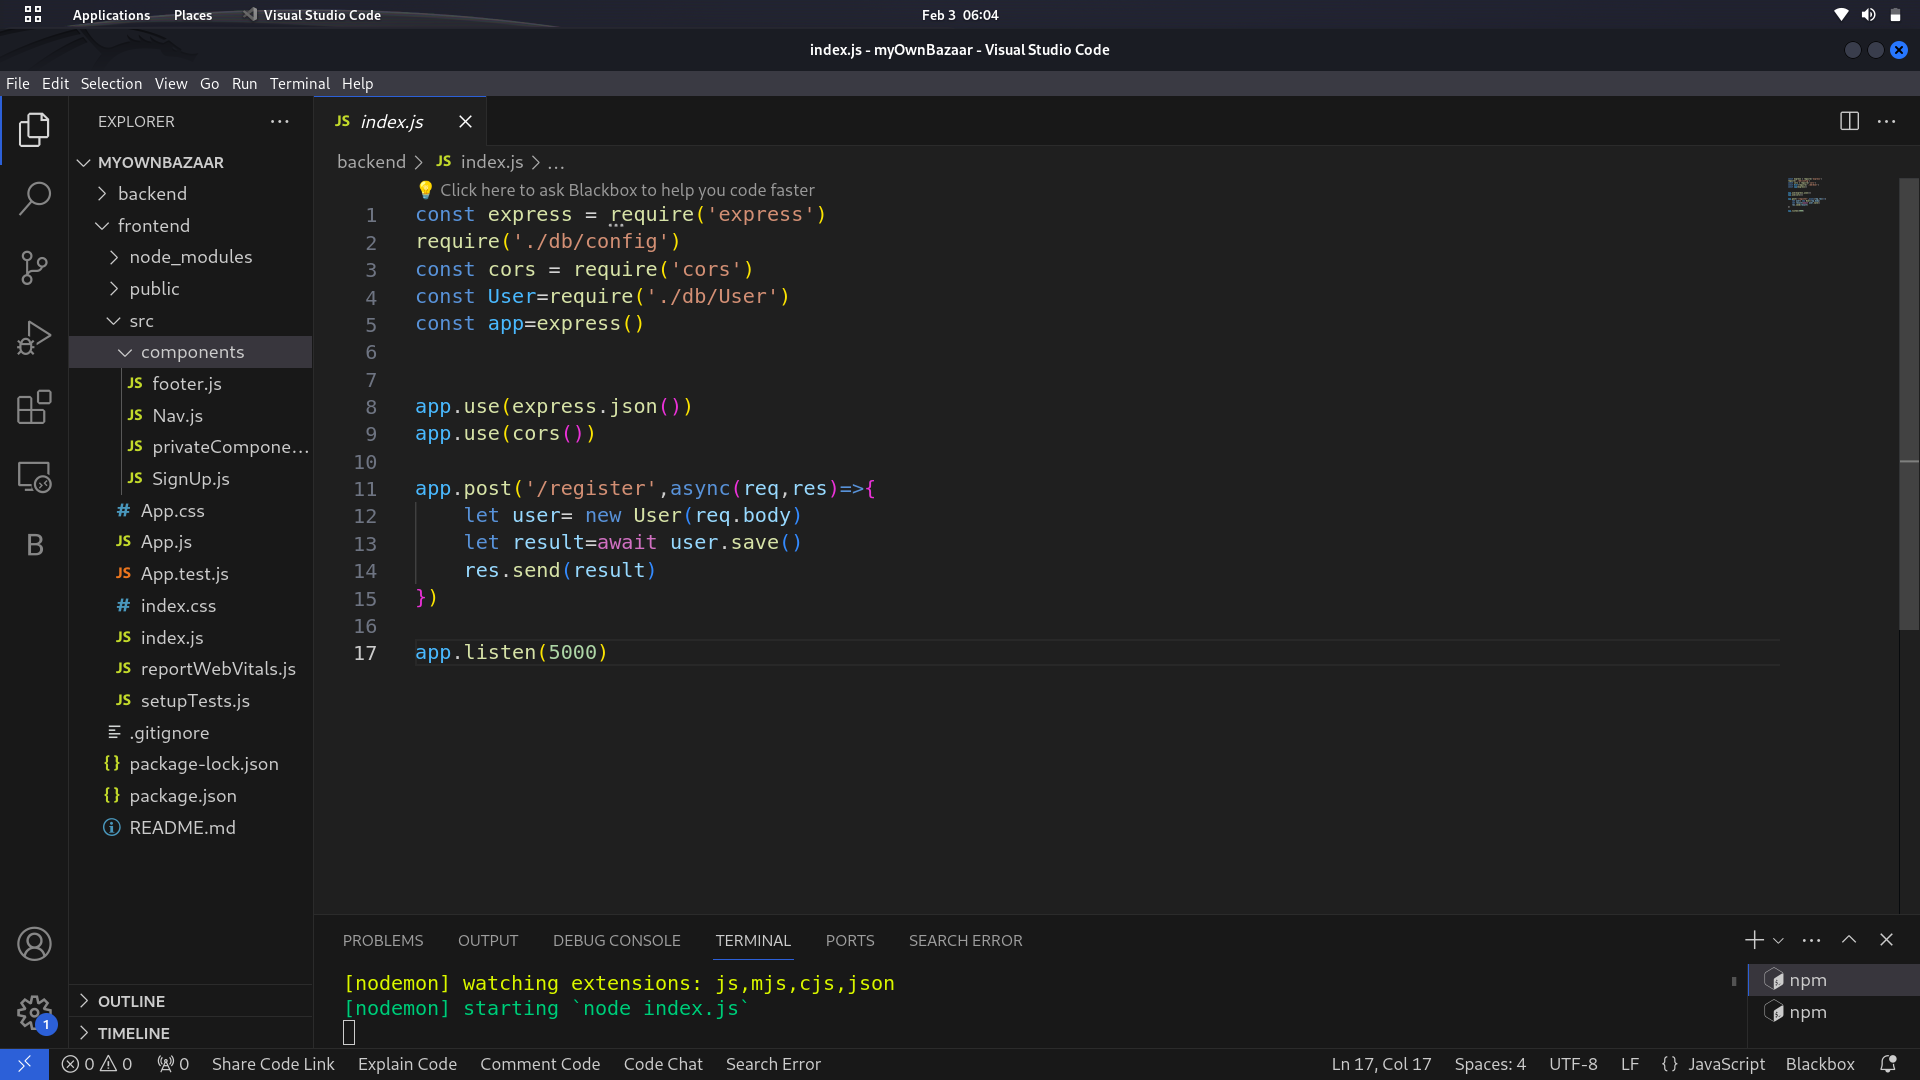 Applications Places Visual Studio Code Feb 3 06:04
index.js - myOwnBazaar - Visual Studio Code
File Edit Selection View Go Run Terminal Help
EXPLORER
MYOWNBAZAAR
backend
frontend
node_modules
public
src
components
JS footer.js
JS Nav.js
JS privateCompone...
JS SignUp.js
# App.css
JS App.js
JS App.test.js
# index.css
JS index.js
JS reportWebVitals.js
JS setupTests.js
.gitignore
{} package-lock.json
{} package.json
README.md
OUTLINE
TIMELINE
JS index.js
backend > JS index.js > ...
Click here to ask Blackbox to help you code faster
1 const express = require('express')
2 require('./db/config')
3 const cors = require('cors')
4 const User=require('./db/User')
5 const app=express()
6
7
8 app.use(express.json())
9 app.use(cors())
10
11 app.post('/register',async(req,res)=>{
12     let user= new User(req.body)
13     let result=await user.save()
14     res.send(result)
15 })
16
17 app.listen(5000)
PROBLEMS OUTPUT DEBUG CONSOLE TERMINAL PORTS SEARCH ERROR
[nodemon] watching extensions: js,mjs,cjs,json
[nodemon] starting `node index.js`
npm
npm
B
1
0 0 0 Share Code Link Explain Code Comment Code Code Chat Search Error Ln 17, Col 17 Spaces: 4 UTF-8 LF {} JavaScript Blackbox